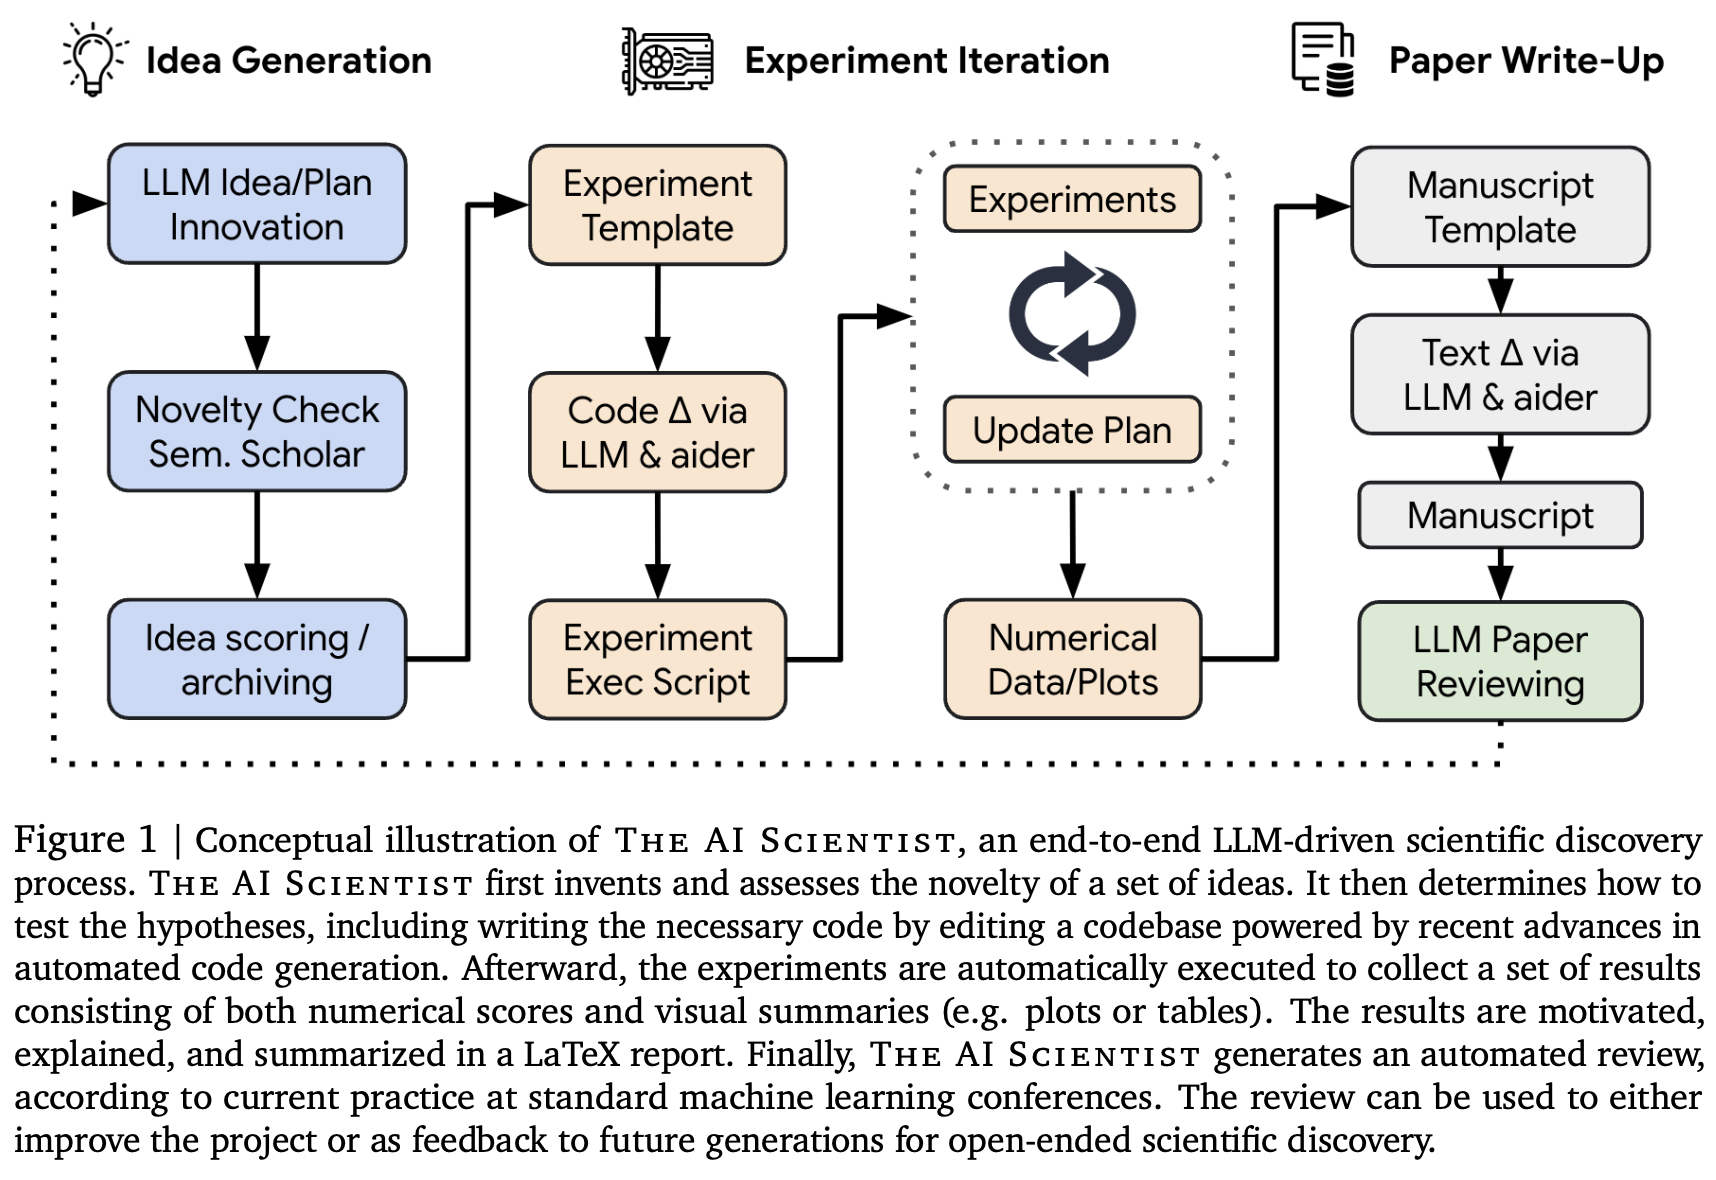 Idea Generation
Experiment Iteration
Paper Write-Up
LLM Idea/Plan
Innovation
Novelty Check
Sem. Scholar
Idea scoring /
archiving
Experiment
Template
Code Δ via
LLM & aider
Experiment
Exec Script
Experiments
Update Plan
Numerical
Data/Plots
Manuscript
Template
Text Δ via
LLM & aider
Manuscript
LLM Paper
Reviewing
Figure 1 | Conceptual illustration of THE AI SCIENTIST, an end-to-end LLM-driven scientific discovery
process. THE AI SCIENTIST first invents and assesses the novelty of a set of ideas. It then determines how to
test the hypotheses, including writing the necessary code by editing a codebase powered by recent advances in
automated code generation. Afterward, the experiments are automatically executed to collect a set of results
consisting of both numerical scores and visual summaries (e.g. plots or tables). The results are motivated,
explained, and summarized in a LaTeX report. Finally, THE AI SCIENTIST generates an automated review,
according to current practice at standard machine learning conferences. The review can be used to either
improve the project or as feedback to future generations for open-ended scientific discovery.